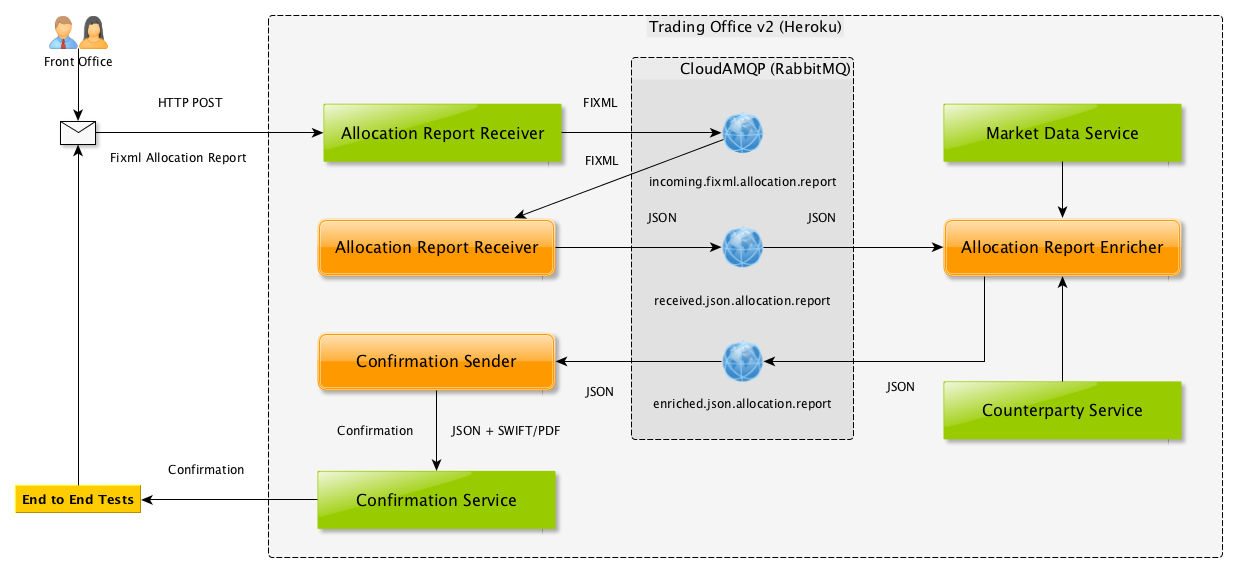 Trading Office v2 (Heroku)
Front Office
CloudAMQP (RabbitMQ)
HTTP POST
FIXML
Allocation Report Receiver
Market Data Service
Fixml Allocation Report
FIXML
incoming.fixml.allocation.report
JSON
JSON
Allocation Report Receiver
Allocation Report Enricher
received.json.allocation.report
Confirmation Sender
JSON
JSON
enriched.json.allocation.report
Counterparty Service
Confirmation
JSON + SWIFT/PDF
Confirmation
End to End Tests
Confirmation Service